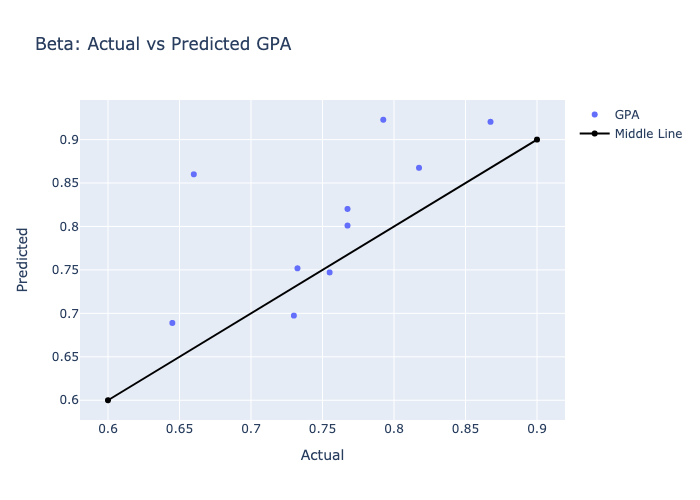 Beta: Actual vs Predicted GPA
GPA
Middle Line
0.9
0.85
0.8
0.75
0.7
0.65
0.6
Predicted
0.6 0.65 0.7 0.75 0.8 0.85 0.9
Actual